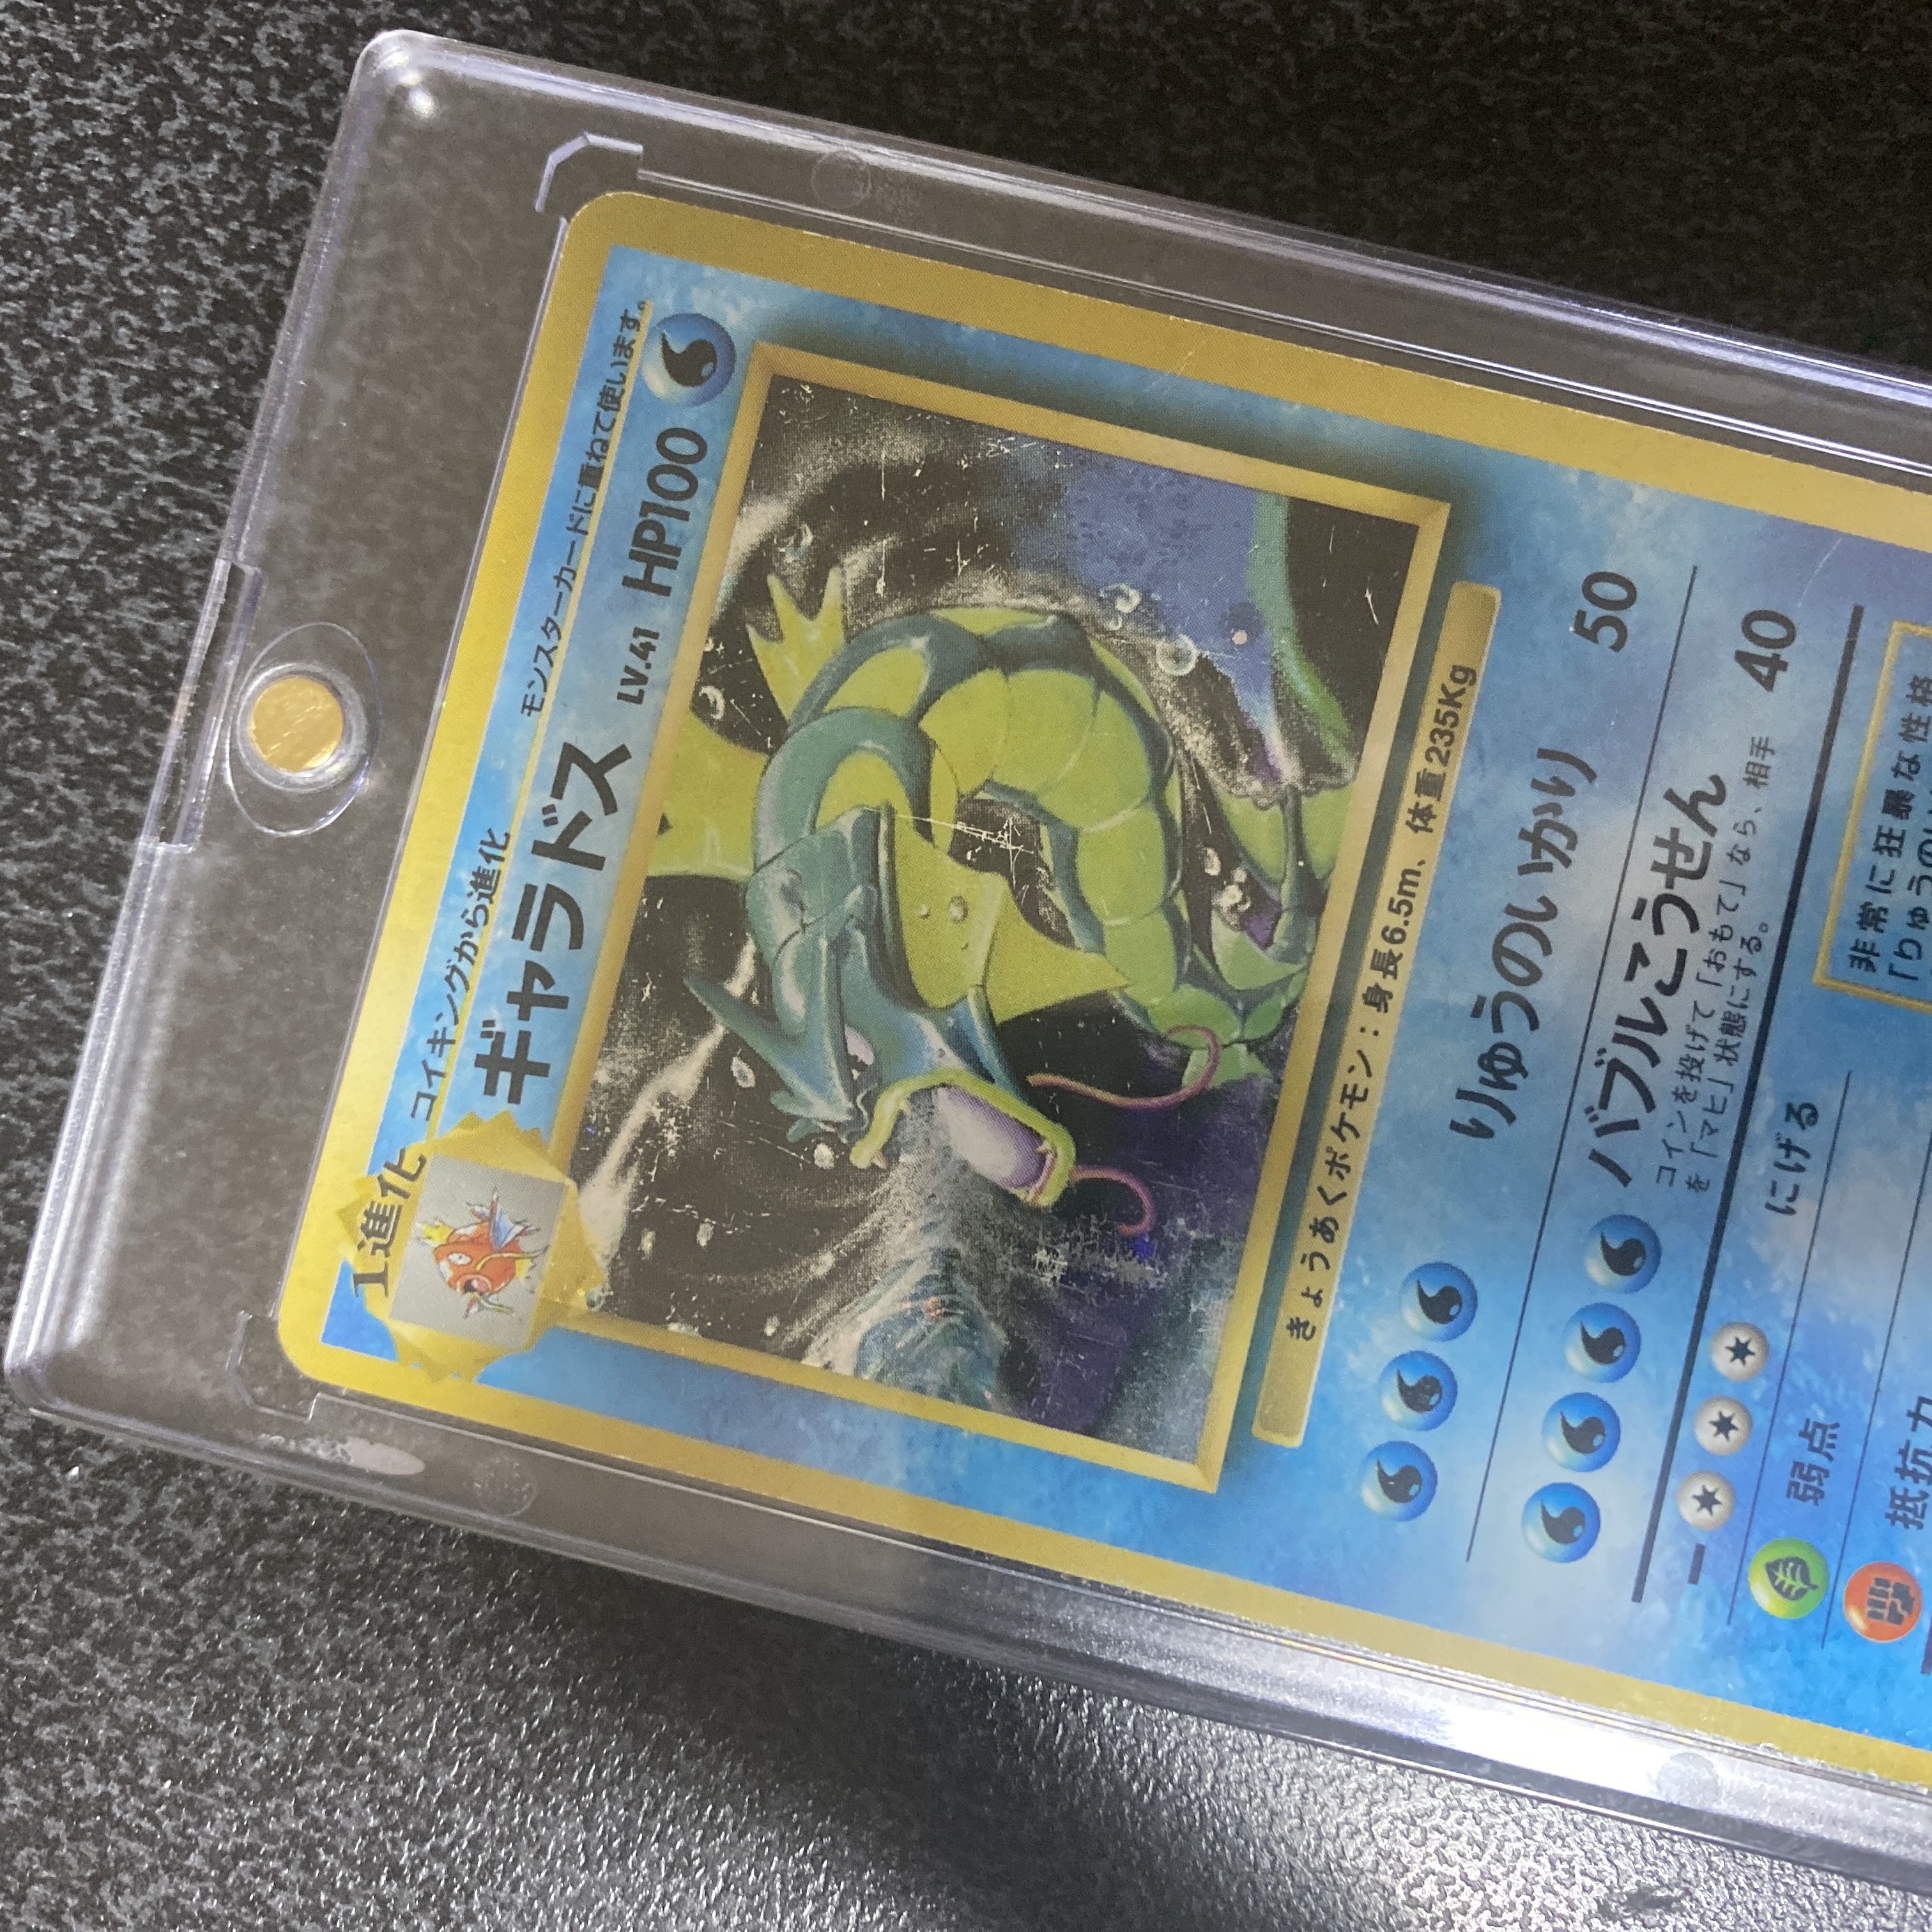 1進化
コイキングから進化
モンスターカードに重ねて使います。
ギャラドス
LV.41 HP100
きょうあくポケモン：身長6.5m、体重235Kg
りゅうのいかり 50
バブルこうせん 40
コインを投げて「おもて」なら、相手
を「マヒ」状態にする。
にげる
弱点
抵抗力
非常に狂暴な性格
「りゅうのい